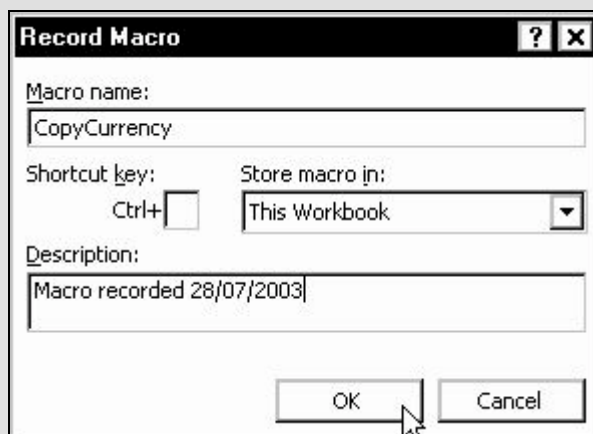 Record Macro ? X
Macro name:
CopyCurrency
Shortcut key: Store macro in:
Ctrl+ This Workbook
Description:
Macro recorded 28/07/2003
OK Cancel